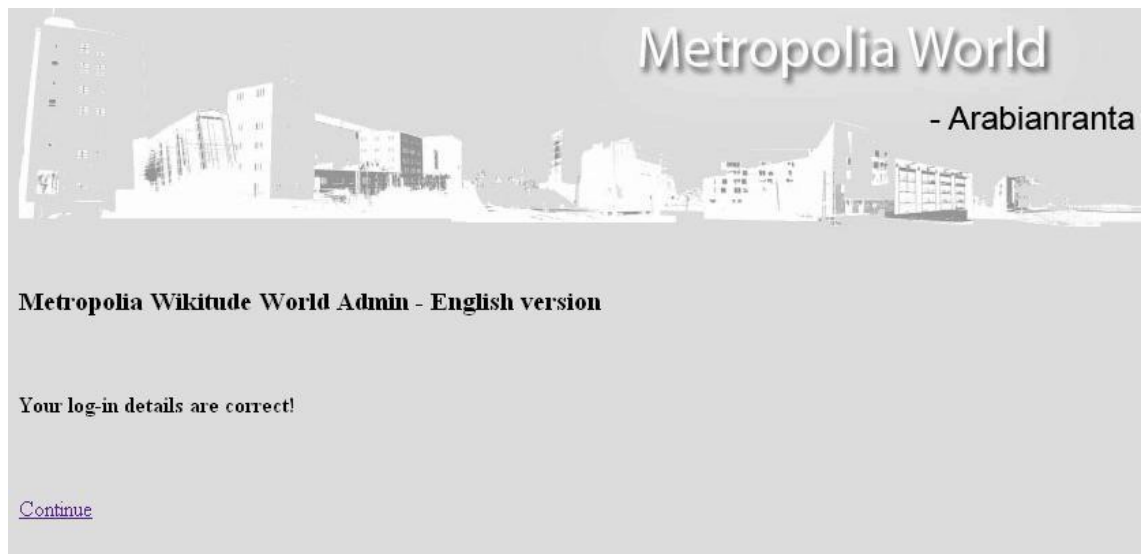 Metropolia World
- Arabianranta
Metropolia Wikitude World Admin - English version
Your log-in details are correct!
Continue